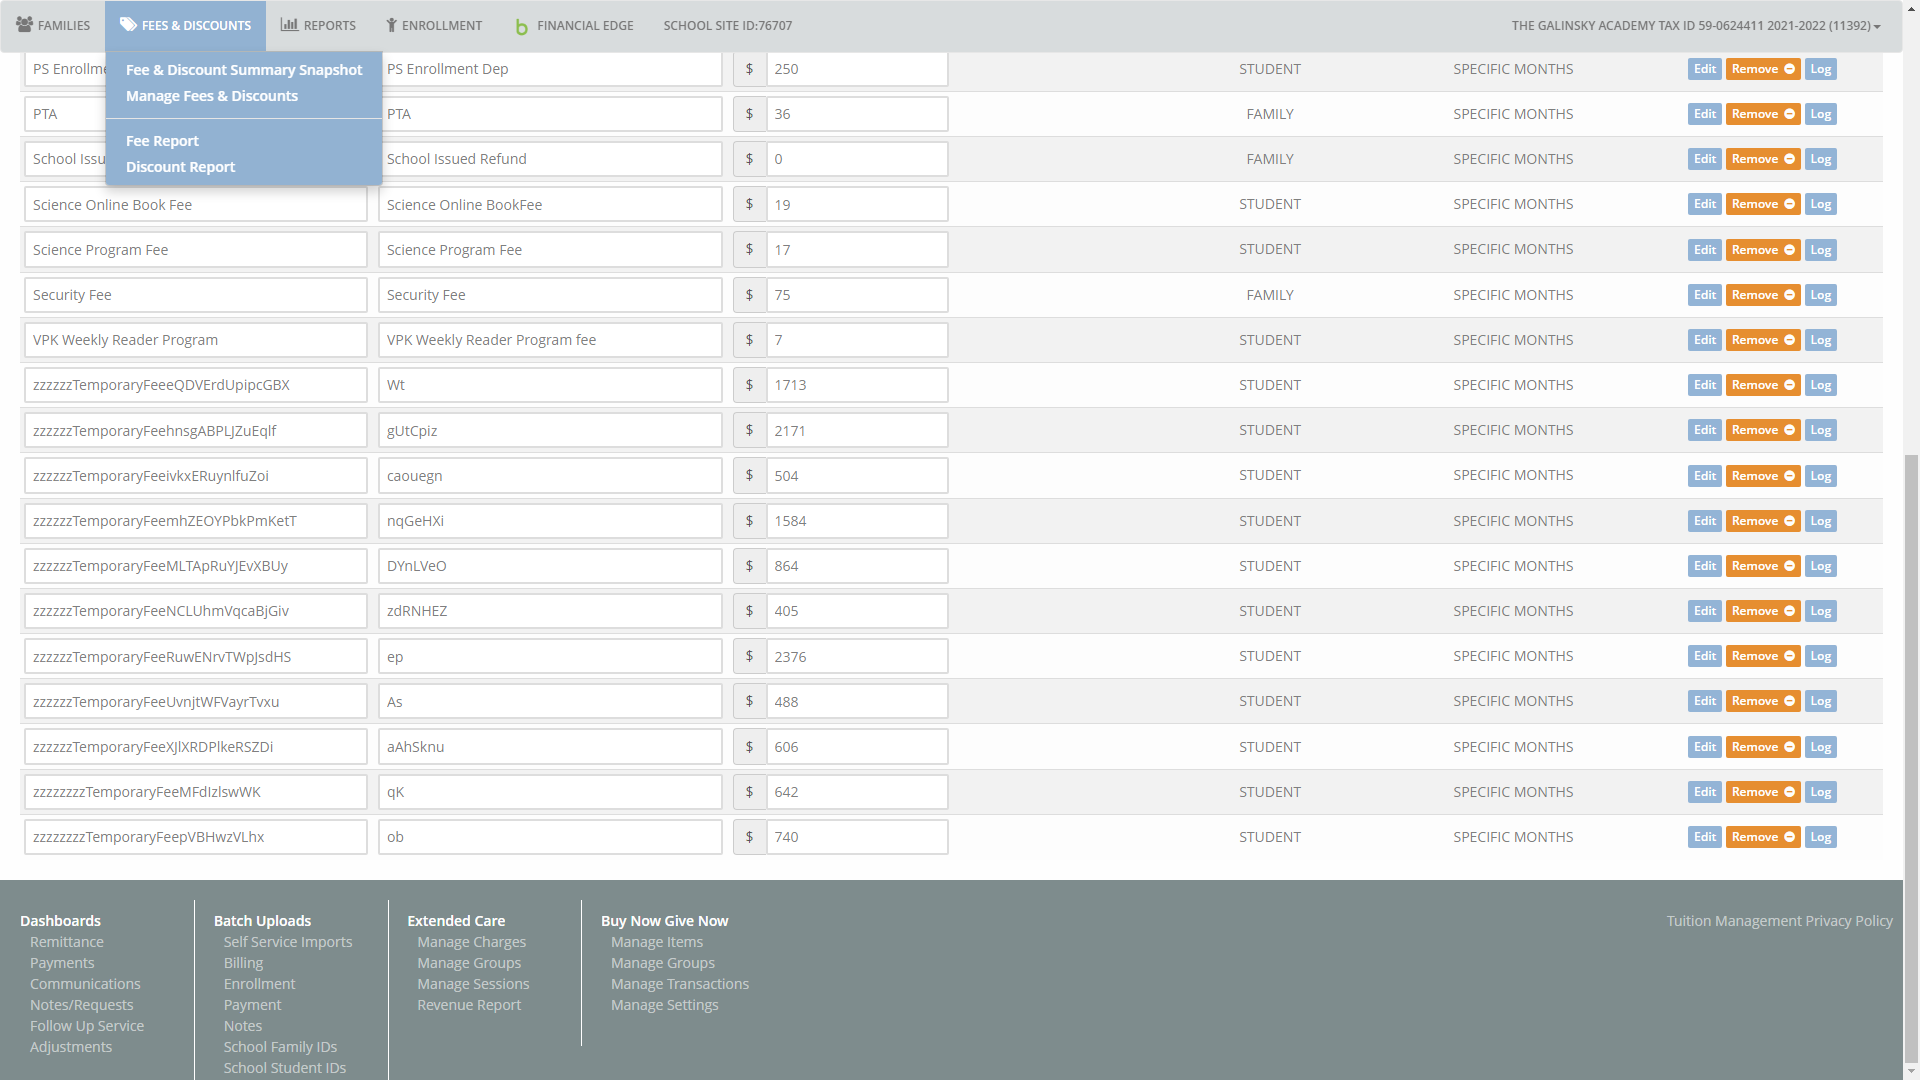 FAMILIES FEES & DISCOUNTS REPORTS ENROLLMENT FINANCIAL EDGE SCHOOL SITE ID:76707 THE GALINSKY ACADEMY TAX ID 59-0624411 2021-2022 (11392)
Fee & Discount Summary Snapshot
Manage Fees & Discounts
Fee Report
Discount Report
PS Enrollme PS Enrollment Dep $ 250 STUDENT SPECIFIC MONTHS Edit Remove Log
PTA PTA $ 36 FAMILY SPECIFIC MONTHS Edit Remove Log
School Issu School Issued Refund $ 0 FAMILY SPECIFIC MONTHS Edit Remove Log
Science Online Book Fee Science Online BookFee $ 19 STUDENT SPECIFIC MONTHS Edit Remove Log
Science Program Fee Science Program Fee $ 17 STUDENT SPECIFIC MONTHS Edit Remove Log
Security Fee Security Fee $ 75 FAMILY SPECIFIC MONTHS Edit Remove Log
VPK Weekly Reader Program VPK Weekly Reader Program fee $ 7 STUDENT SPECIFIC MONTHS Edit Remove Log
zzzzzzTemporaryFeeeQDVErdUpipcGBX Wt $ 1713 STUDENT SPECIFIC MONTHS Edit Remove Log
zzzzzzTemporaryFeehnsgABPLJZuEqlf gUtCpiz $ 2171 STUDENT SPECIFIC MONTHS Edit Remove Log
zzzzzzTemporaryFeeivkxERuynlfuZoi caouegn $ 504 STUDENT SPECIFIC MONTHS Edit Remove Log
zzzzzzTemporaryFeemhZEOYPbkPmKetT nqGeHXi $ 1584 STUDENT SPECIFIC MONTHS Edit Remove Log
zzzzzzTemporaryFeeMLTApRuYJEvXBUy DYnLVeO $ 864 STUDENT SPECIFIC MONTHS Edit Remove Log
zzzzzzTemporaryFeeNCLUhmVqcaBjGiv zdRNHEZ $ 405 STUDENT SPECIFIC MONTHS Edit Remove Log
zzzzzzTemporaryFeeRuwENrvTWpJsdHS ep $ 2376 STUDENT SPECIFIC MONTHS Edit Remove Log
zzzzzzTemporaryFeeUvnjtWFVayrTvxu As $ 488 STUDENT SPECIFIC MONTHS Edit Remove Log
zzzzzzTemporaryFeeXJlXRDPlkeRSZDi aAhSknu $ 606 STUDENT SPECIFIC MONTHS Edit Remove Log
zzzzzzzzTemporaryFeeMFdIzlswWK qK $ 642 STUDENT SPECIFIC MONTHS Edit Remove Log
zzzzzzzzTemporaryFeepVBHwzVLhx ob $ 740 STUDENT SPECIFIC MONTHS Edit Remove Log
Dashboards
Remittance
Payments
Communications
Notes/Requests
Follow Up Service
Adjustments
Batch Uploads
Self Service Imports
Billing
Enrollment
Payment
Notes
School Family IDs
School Student IDs
Extended Care
Manage Charges
Manage Groups
Manage Sessions
Revenue Report
Buy Now Give Now
Manage Items
Manage Groups
Manage Transactions
Manage Settings
Tuition Management Privacy Policy